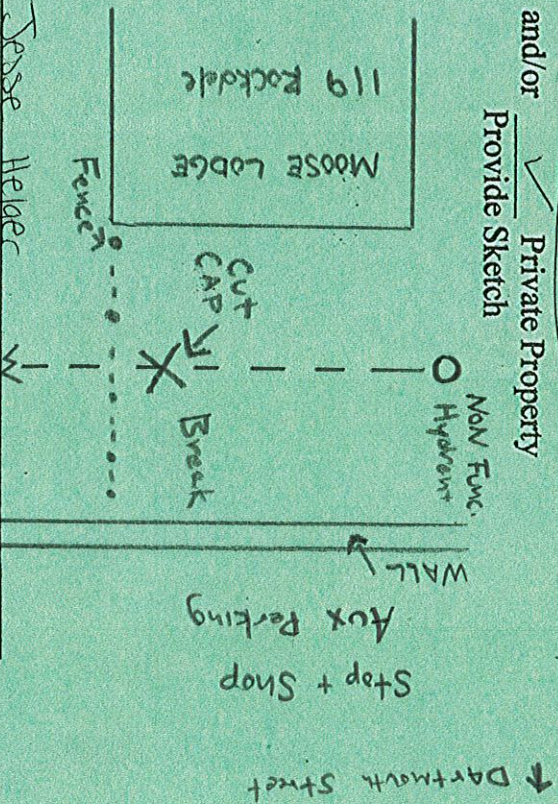 and/or ✓ Private Property
Provide Sketch
119 Rockdale
MOOSE LODGE
Fence
CUT
CAP
Break
NON Func.
Hydrant
W
WALL
Aux Parking
Stop + Shop
DARTMOUTH Street
Jesse